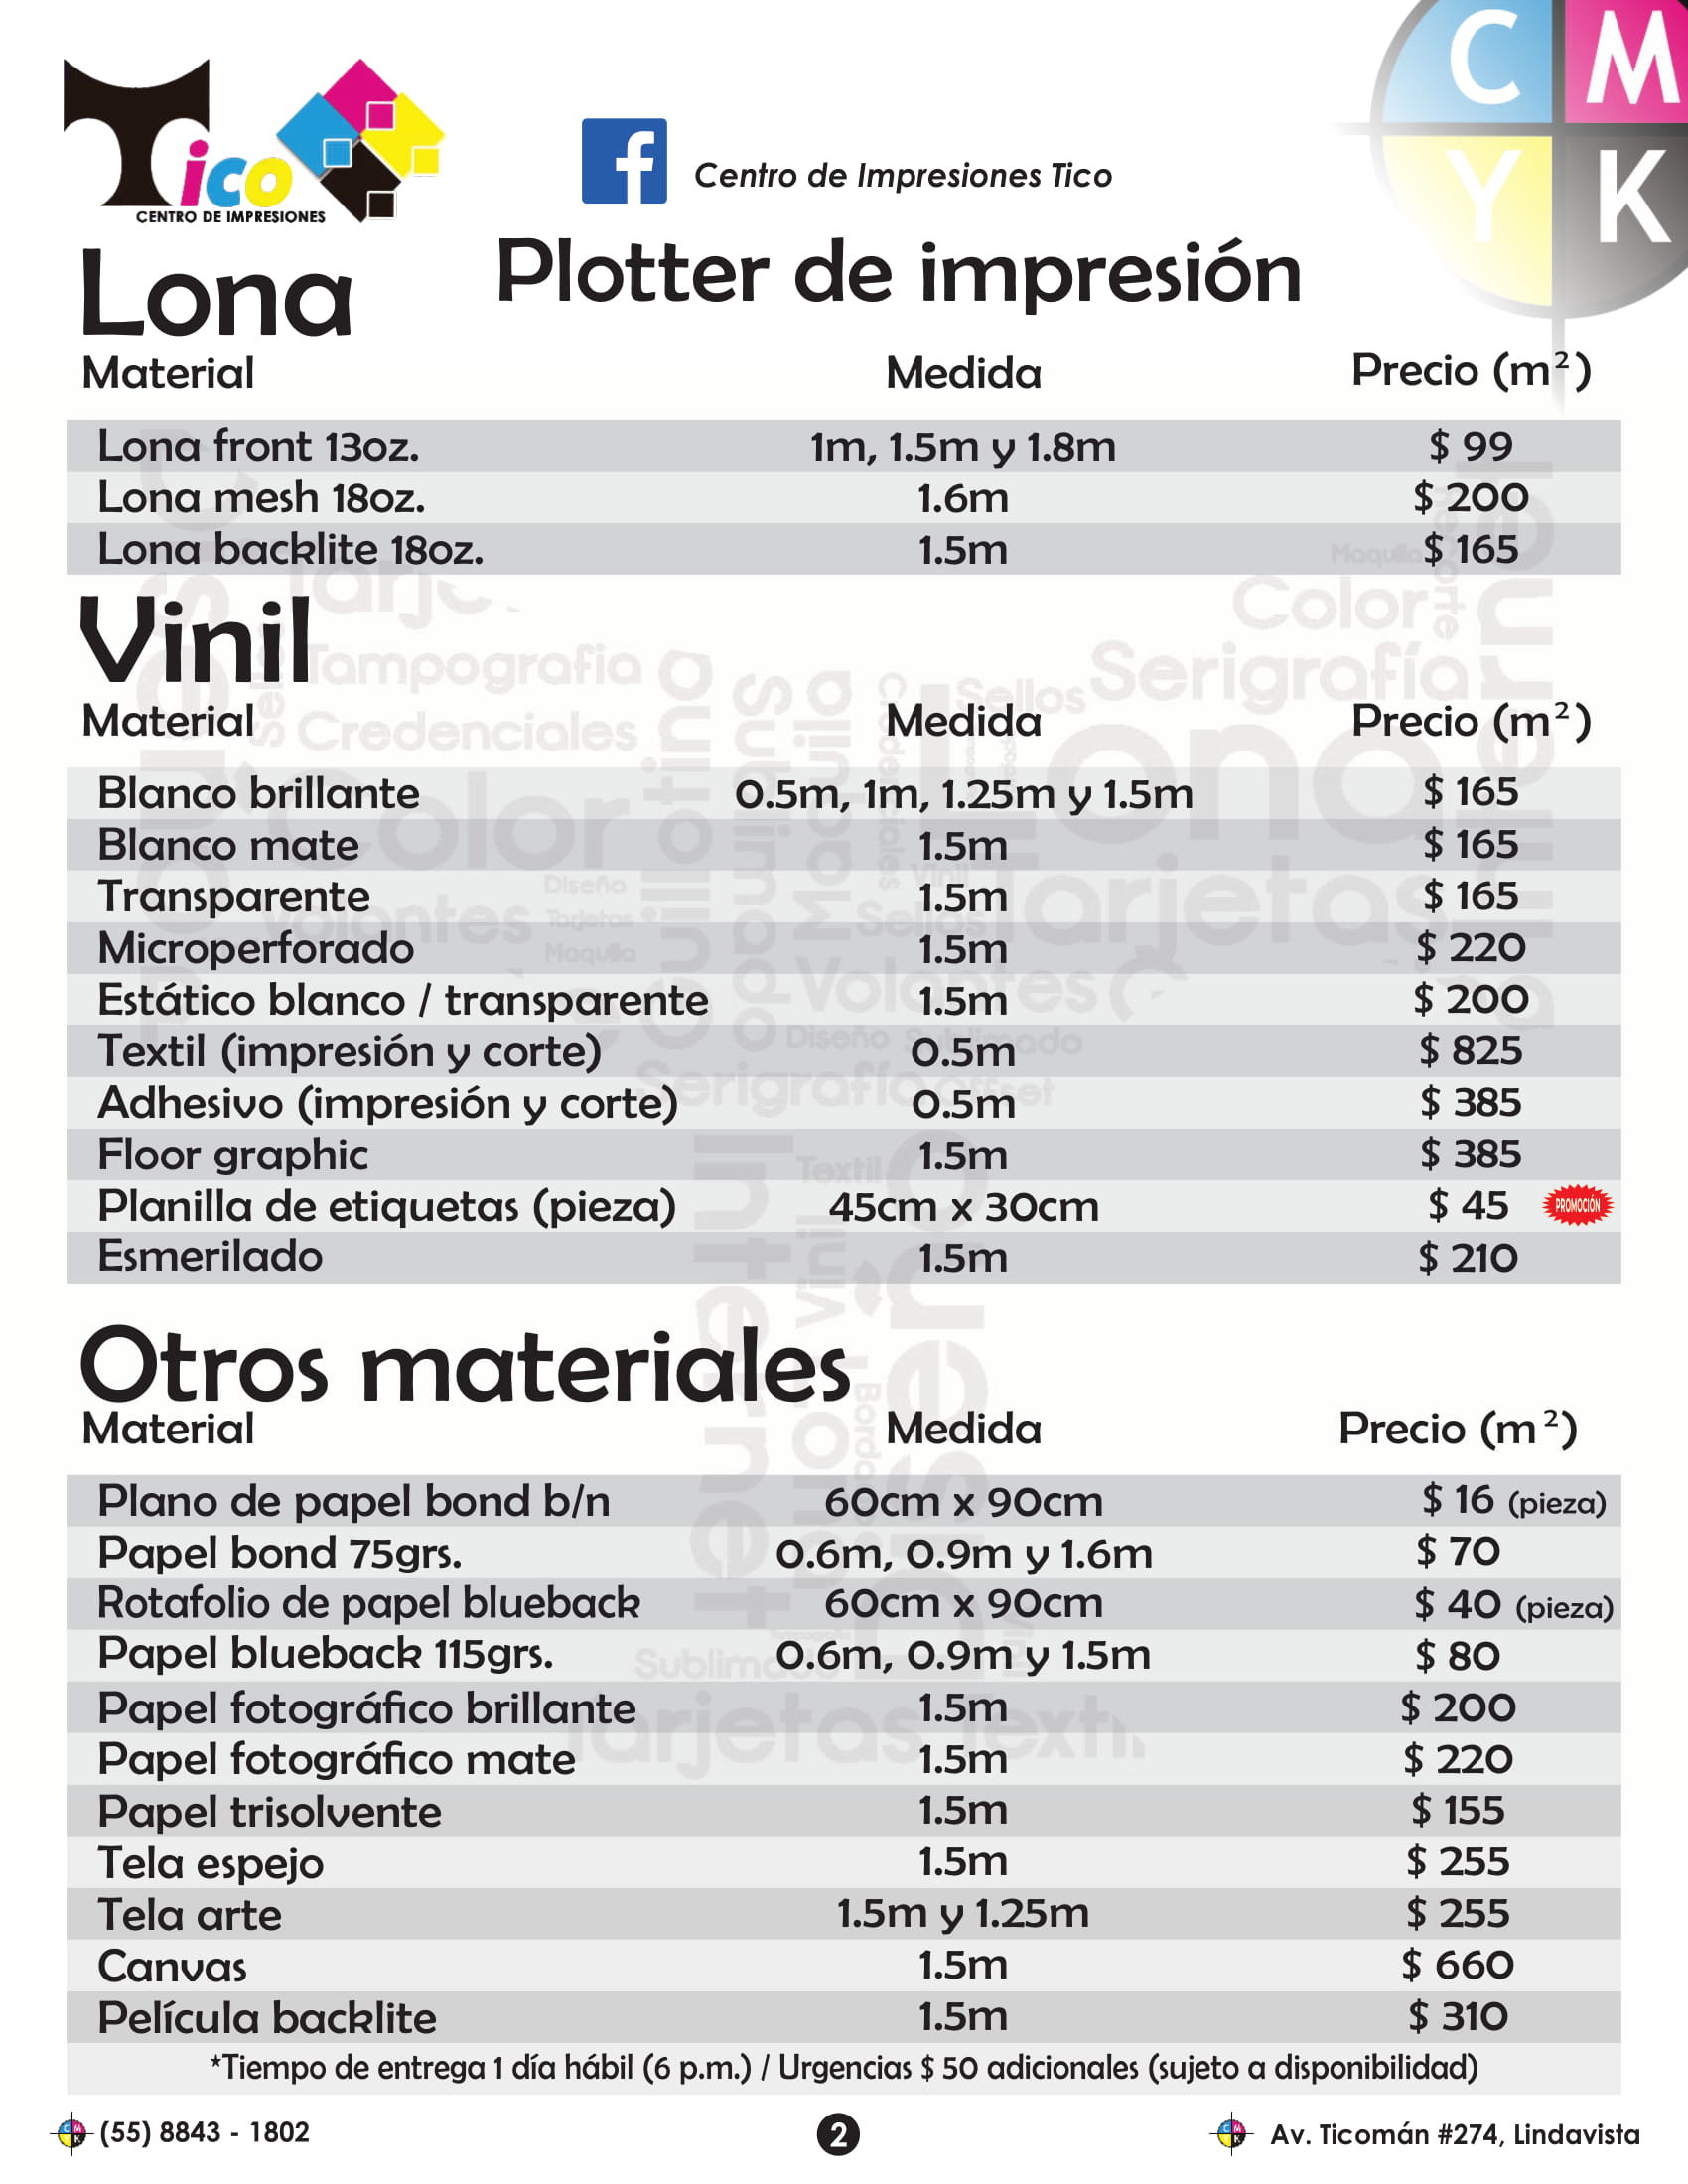 Tico
CENTRO DE IMPRESIONES
f Centro de Impresiones Tico
C M
Y K
Lona
Plotter de impresión
Material Medida Precio (m²)
Lona front 13oz. 1m, 1.5m y 1.8m $ 99
Lona mesh 18oz. 1.6m $ 200
Lona backlite 18oz. 1.5m $ 165
Vinil
Material Medida Precio (m²)
Blanco brillante 0.5m, 1m, 1.25m y 1.5m $ 165
Blanco mate 1.5m $ 165
Transparente 1.5m $ 165
Microperforado 1.5m $ 220
Estático blanco / transparente 1.5m $ 200
Textil (impresión y corte) 0.5m $ 825
Adhesivo (impresión y corte) 0.5m $ 385
Floor graphic 1.5m $ 385
Planilla de etiquetas (pieza) 45cm x 30cm $ 45 PROMOCIÓN
Esmerilado 1.5m $ 210
Otros materiales
Material Medida Precio (m²)
Plano de papel bond b/n 60cm x 90cm $ 16 (pieza)
Papel bond 75grs. 0.6m, 0.9m y 1.6m $ 70
Rotafolio de papel blueback 60cm x 90cm $ 40 (pieza)
Papel blueback 115grs. 0.6m, 0.9m y 1.5m $ 80
Papel fotográfico brillante 1.5m $ 200
Papel fotográfico mate 1.5m $ 220
Papel trisolvente 1.5m $ 155
Tela espejo 1.5m $ 255
Tela arte 1.5m y 1.25m $ 255
Canvas 1.5m $ 660
Película backlite 1.5m $ 310
*Tiempo de entrega 1 día hábil (6 p.m.) / Urgencias $ 50 adicionales (sujeto a disponibilidad)
(55) 8843 - 1802 2 Av. Ticomán #274, Lindavista